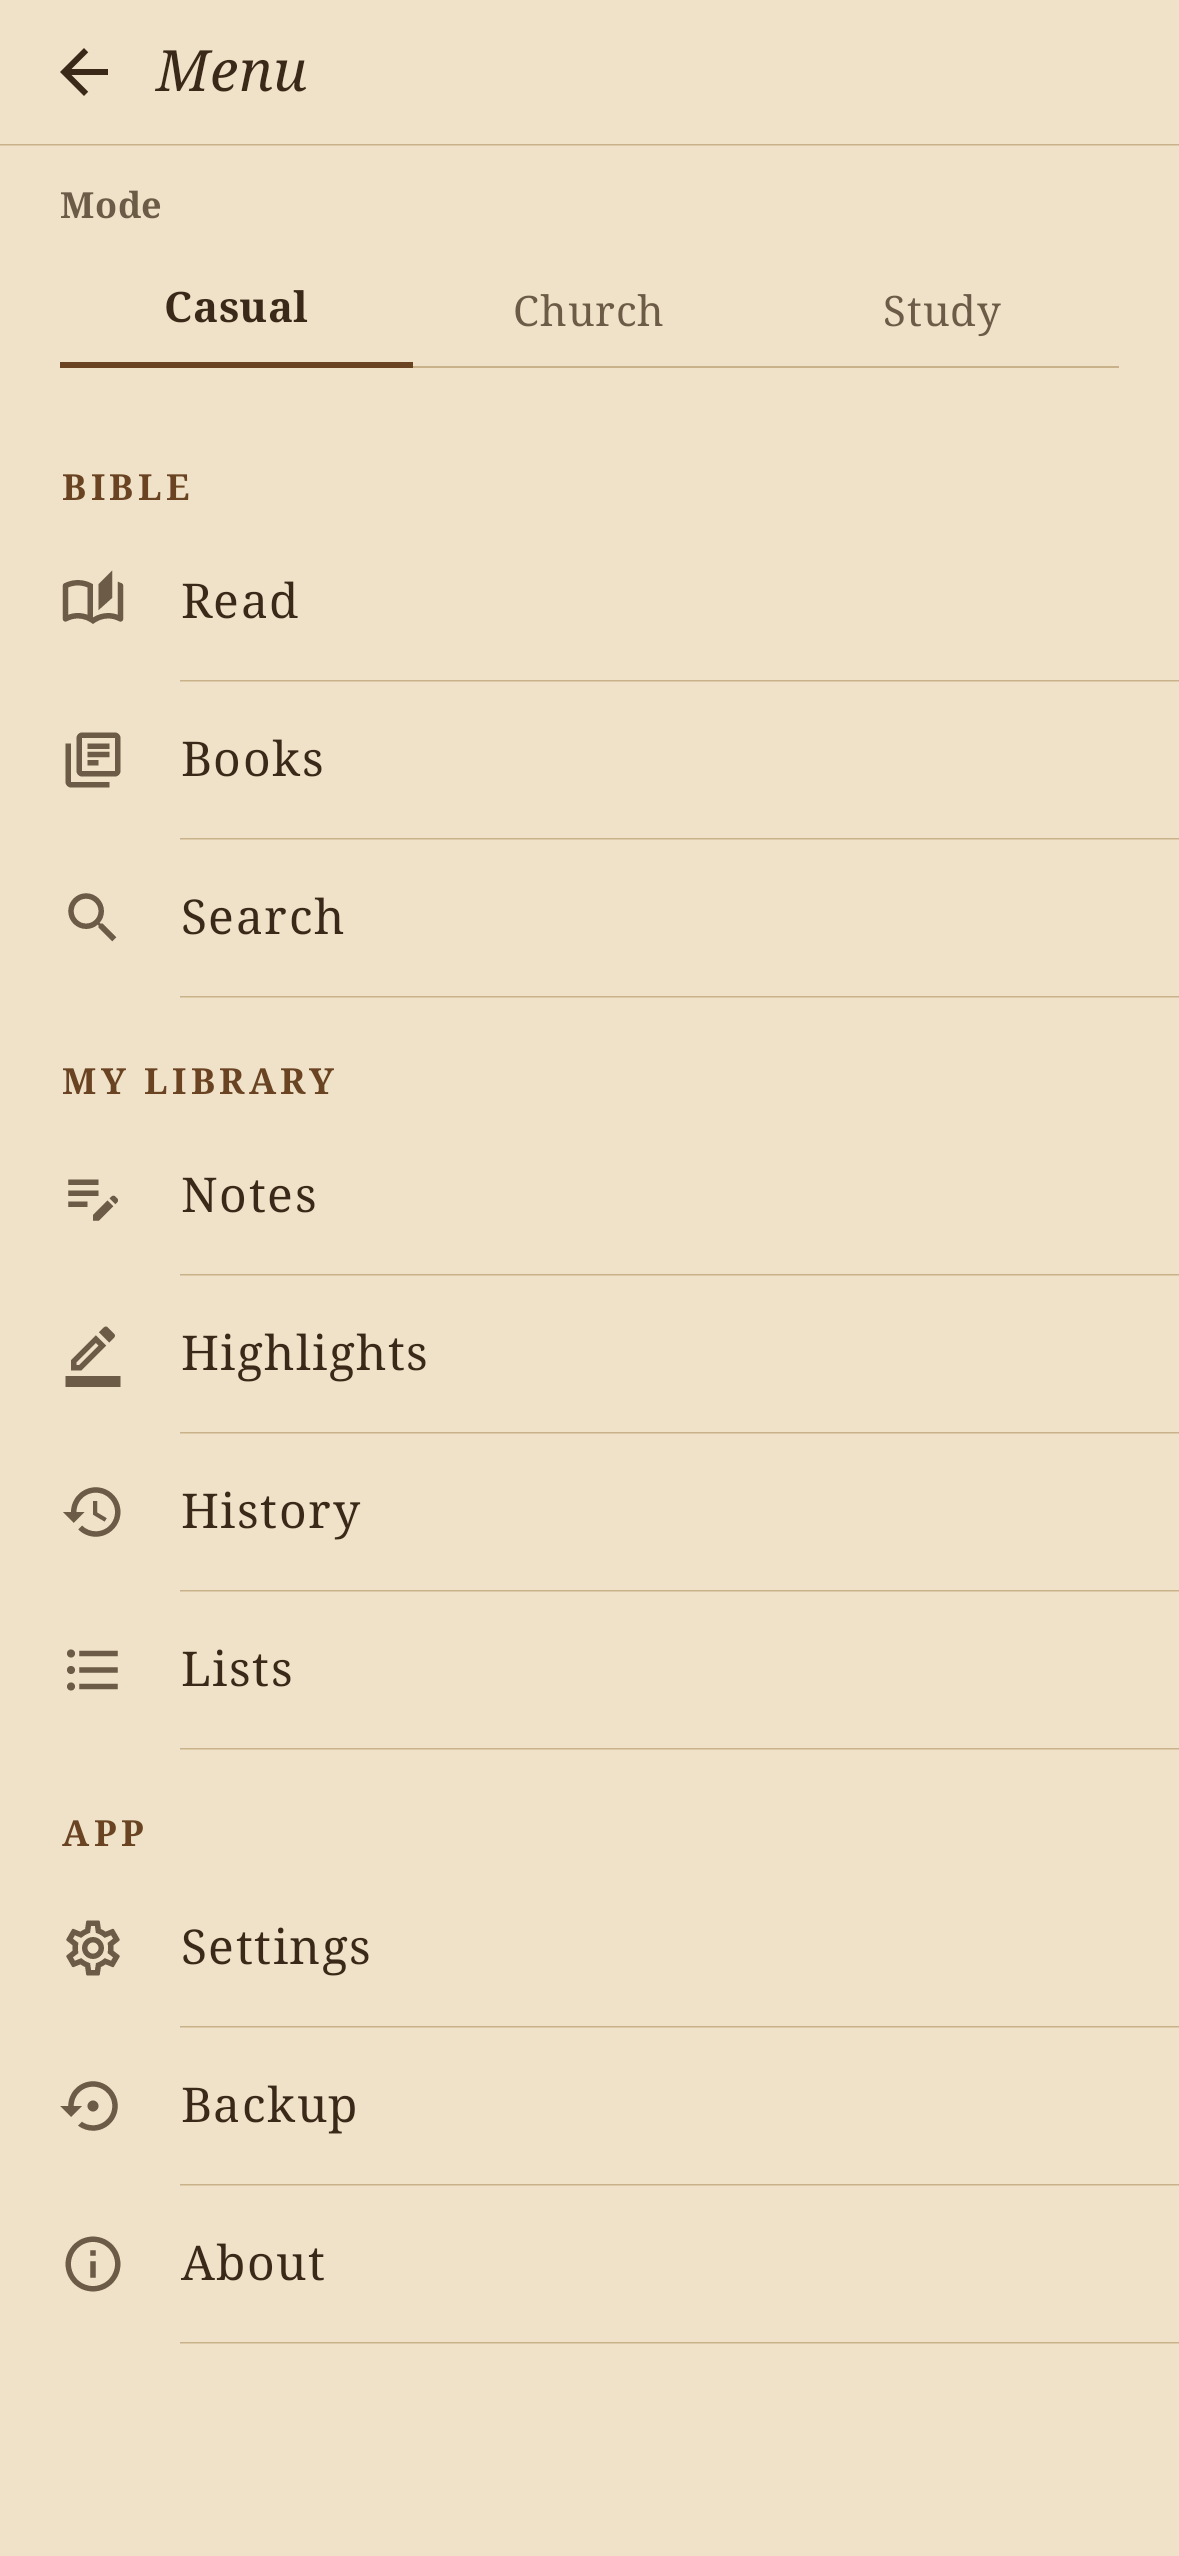 Menu
Mode
Casual Church Study
BIBLE
Read
Books
Search
MY LIBRARY
Notes
Highlights
History
Lists
APP
Settings
Backup
About